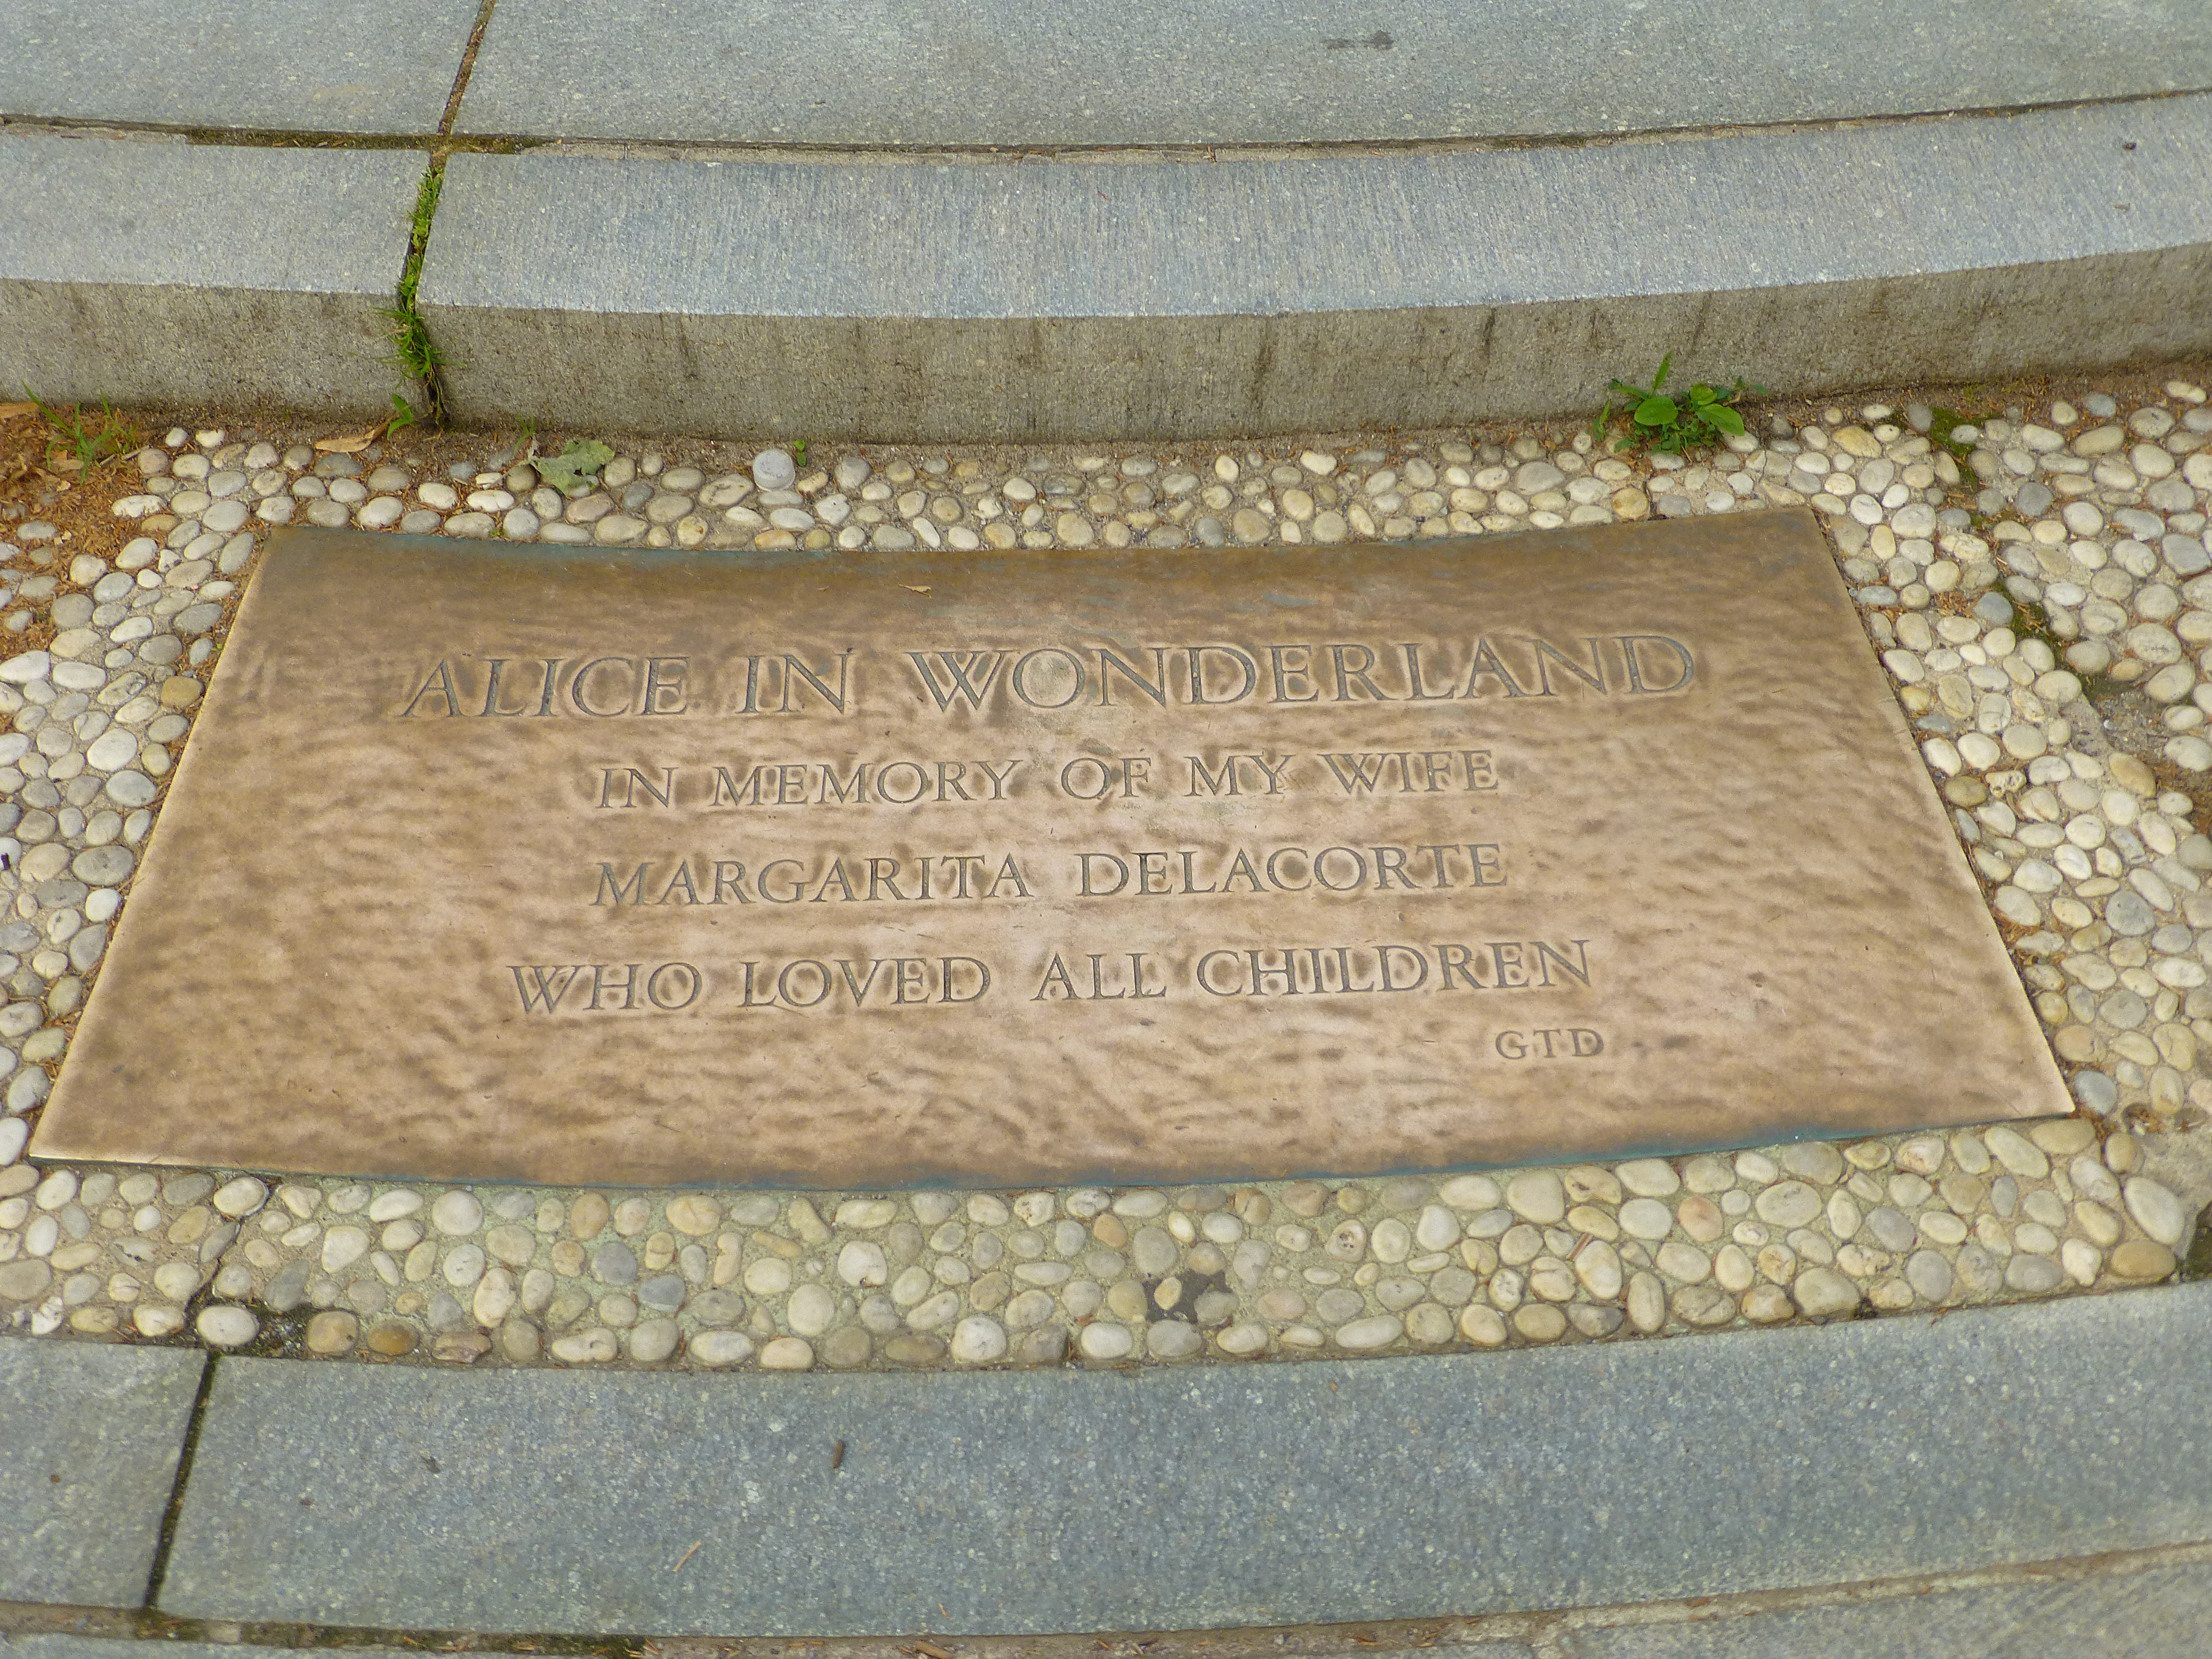 ALICE IN WONDERLAND
IN MEMORY OF MY WIFE
MARGARITA DELACORTE
WHO LOVED ALL CHILDREN
GTD